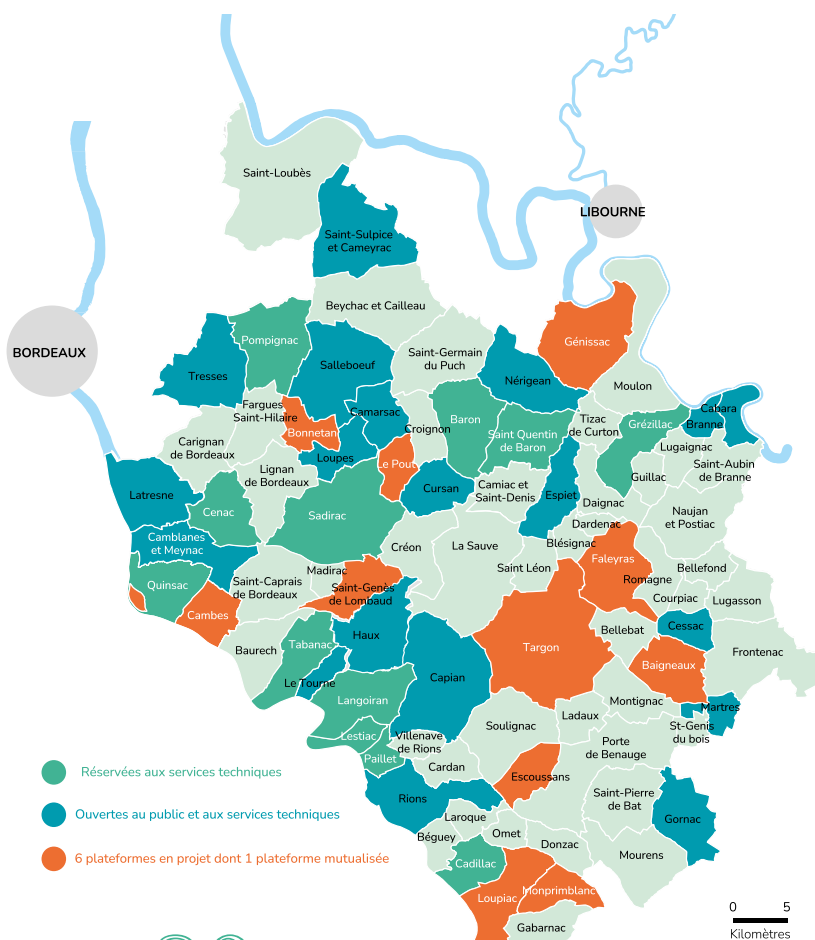 Saint-Loubès
LIBOURNE
Saint-Sulpice
et Cameyrac
Beychac et Cailleau
Pompignac
Génissac
BORDEAUX
Saint-Germain
du Puch
Salleboeuf
Tresses
Nérigean
Moulon
Fargues
Saint-Hilaire
Camarsac
Cabara
Branne
Baron
Tizac
de Curton
Grézillac
Croignon
Bonnetan
Saint Quentin
de Baron
Carignan
de Bordeaux
Lugaignac
Loupes
Le Pout
Saint-Aubin
de Branne
Lignan
de Bordeaux
Guillac
Cursan
Camiac et
Saint-Denis
Latresne
Espiet
Daignac
Cenac
Sadirac
Naujan
et Postiac
Dardenac
Camblanes
et Meynac
Créon
La Sauve
Blésignac
Faleyras
Madirac
Saint Léon
Bellefond
Quinsac
Saint-Caprais
de Bordeaux
Saint-Genès
de Lombaud
Romagne
Courpiac
Lugasson
Cambes
Cessac
Haux
Bellebat
Tabanac
Targon
Baurech
Frontenac
Baigneaux
Le Tourne
Capian
Langoiran
Montignac
Martres
Ladaux
St-Genis
du bois
Soulignac
Lestiac
Villenave
de Rions
Porte
de Benauge
Paillet
Cardan
Réservées aux services techniques
Escoussans
Saint-Pierre
de Bat
Rions
Ouvertes au public et aux services techniques
Laroque
Gornac
Béguey
Omet
Donzac
6 plateformes en projet dont 1 plateforme mutualisée
Mourens
Cadillac
Monprimblanc
Loupiac
Gabarnac
0 5
Kilomètres